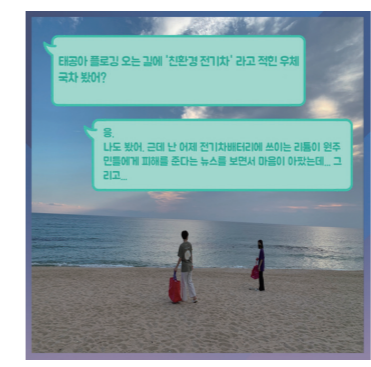 태공아 플로깅 오는 길에 '친환경 전기차' 라고 적힌 우체
국차 봤어?
응.
나도 봤어. 근데 난 어제 전기차배터리에 쓰이는 리튬이 원주
민들에게 피해를 준다는 뉴스를 보면서 마음이 아팠는데... 그
리고...